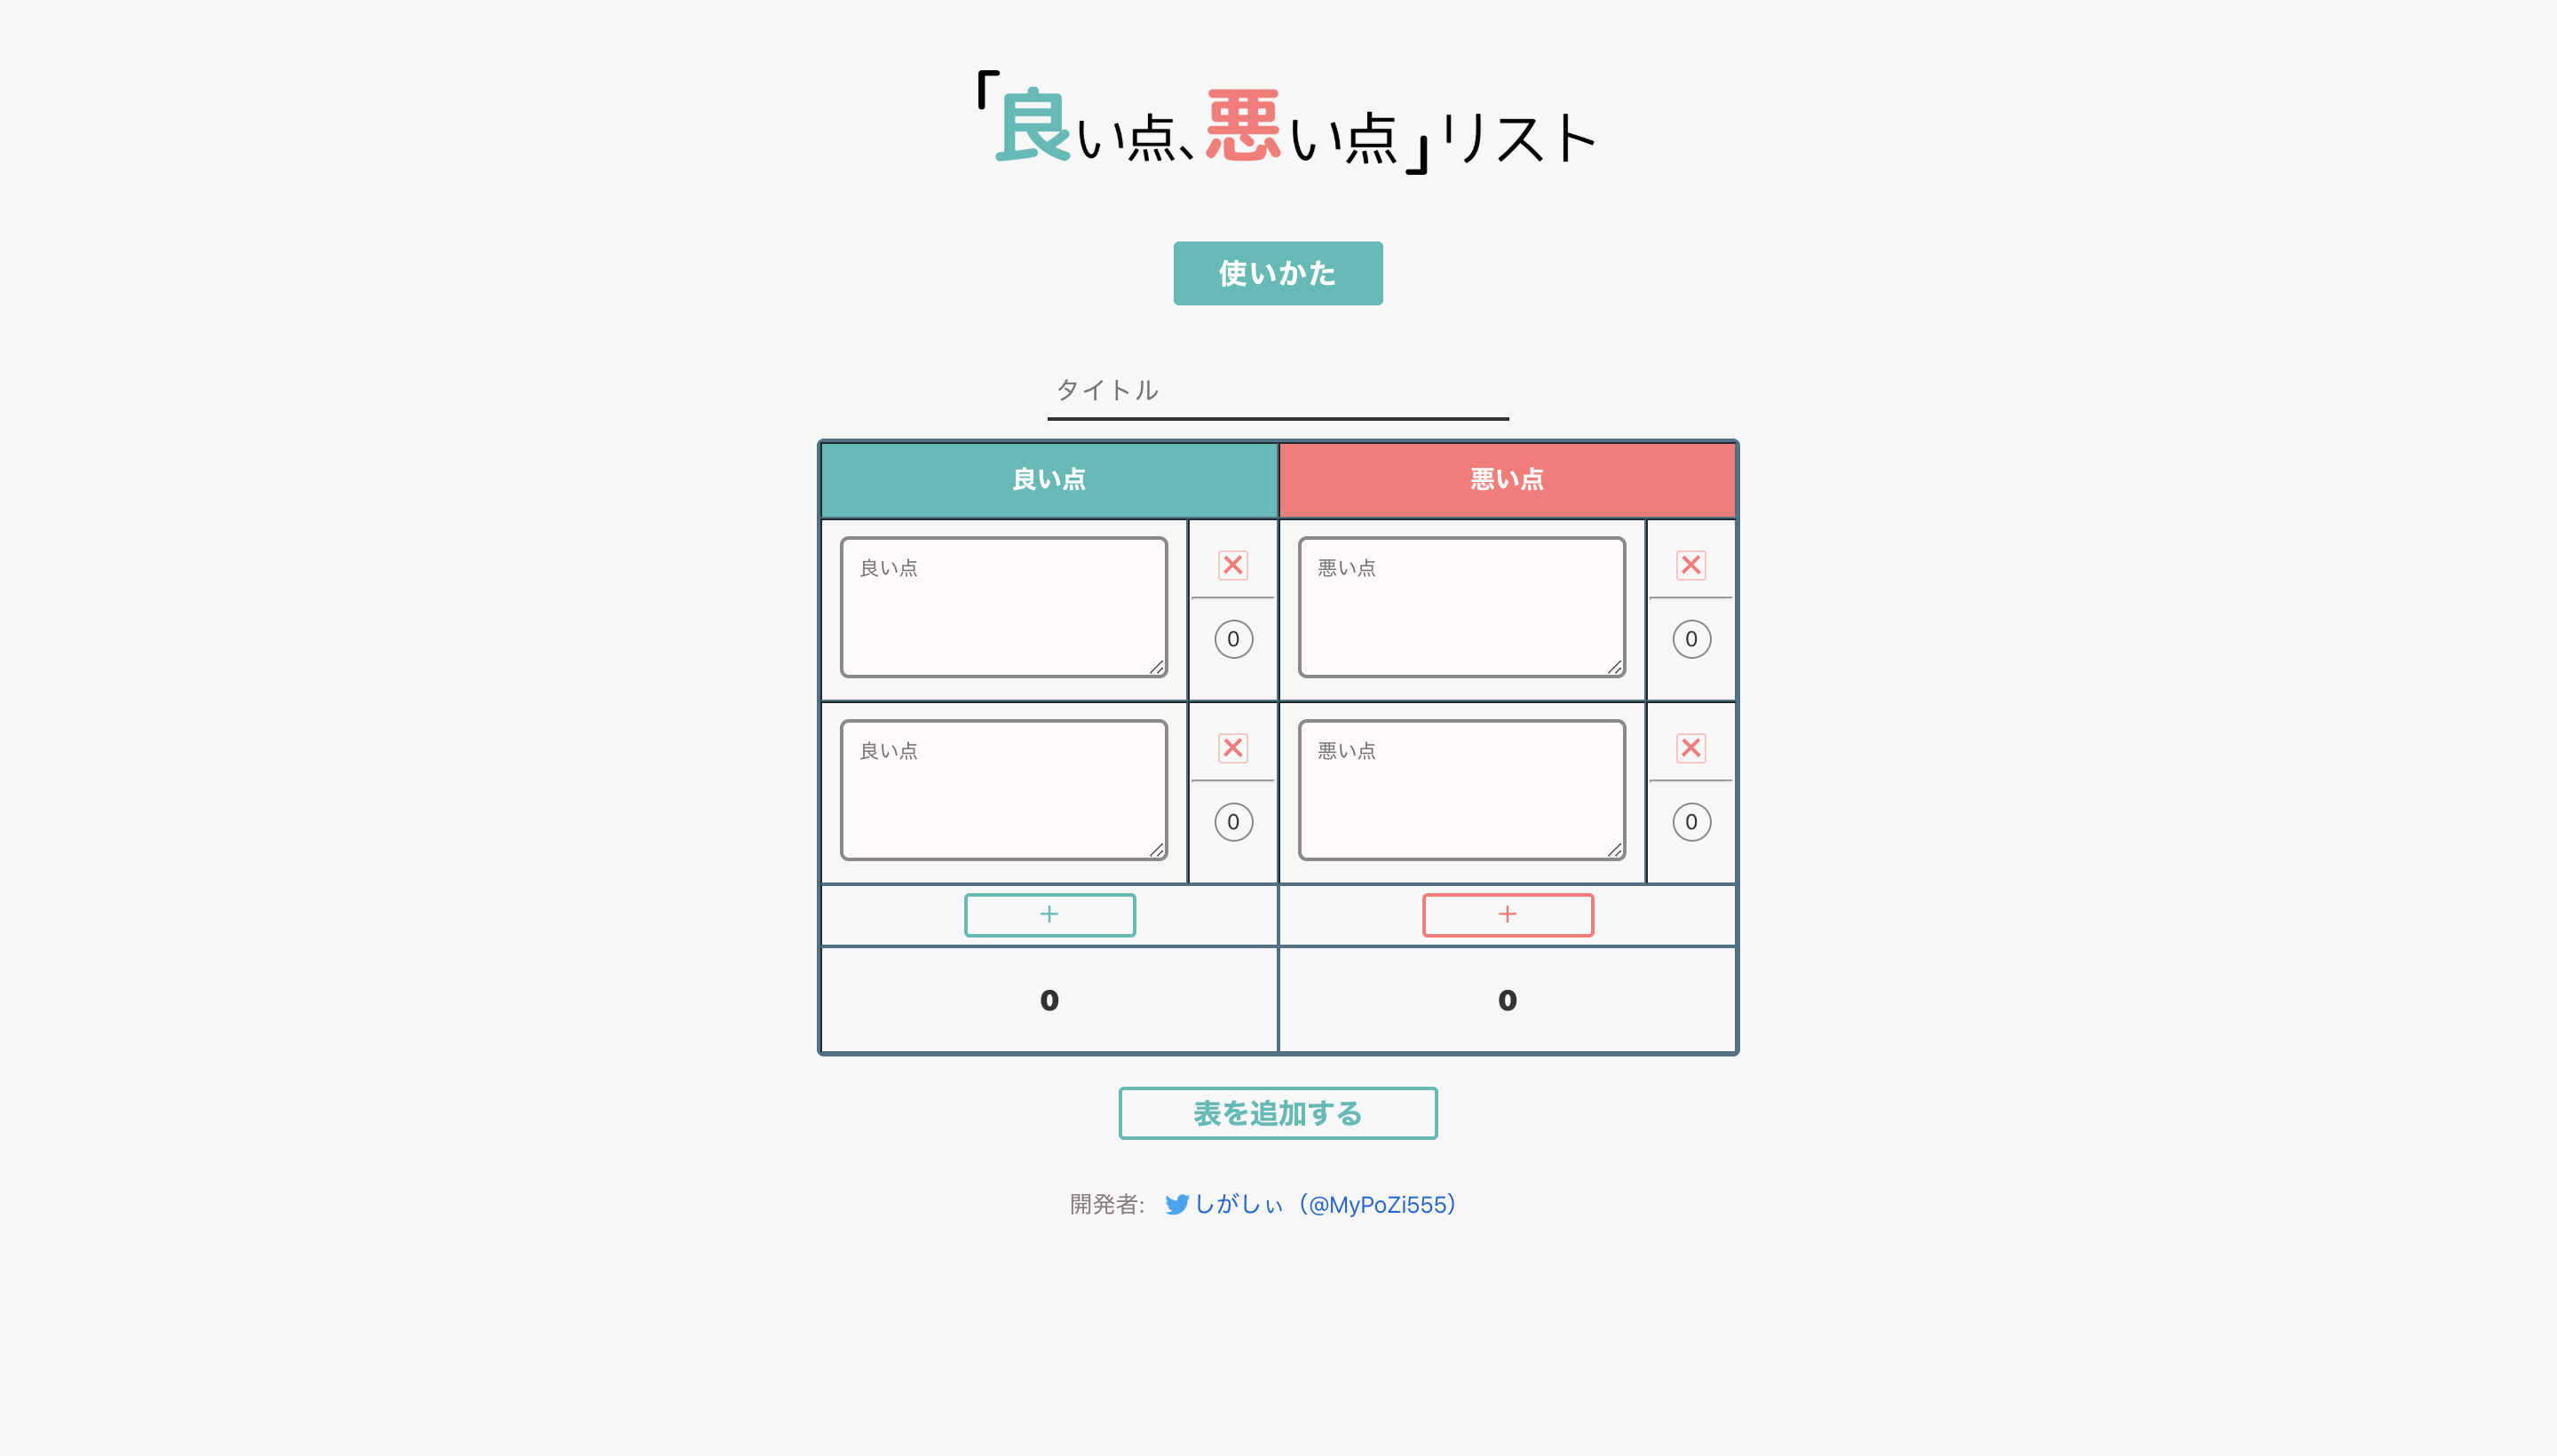 「良い点、悪い点」リスト
使いかた
タイトル
良い点 悪い点
良い点 悪い点
0 0
良い点 悪い点
0 0
+ +
0 0
表を追加する
開発者: しがしぃ（@MyPoZi555）